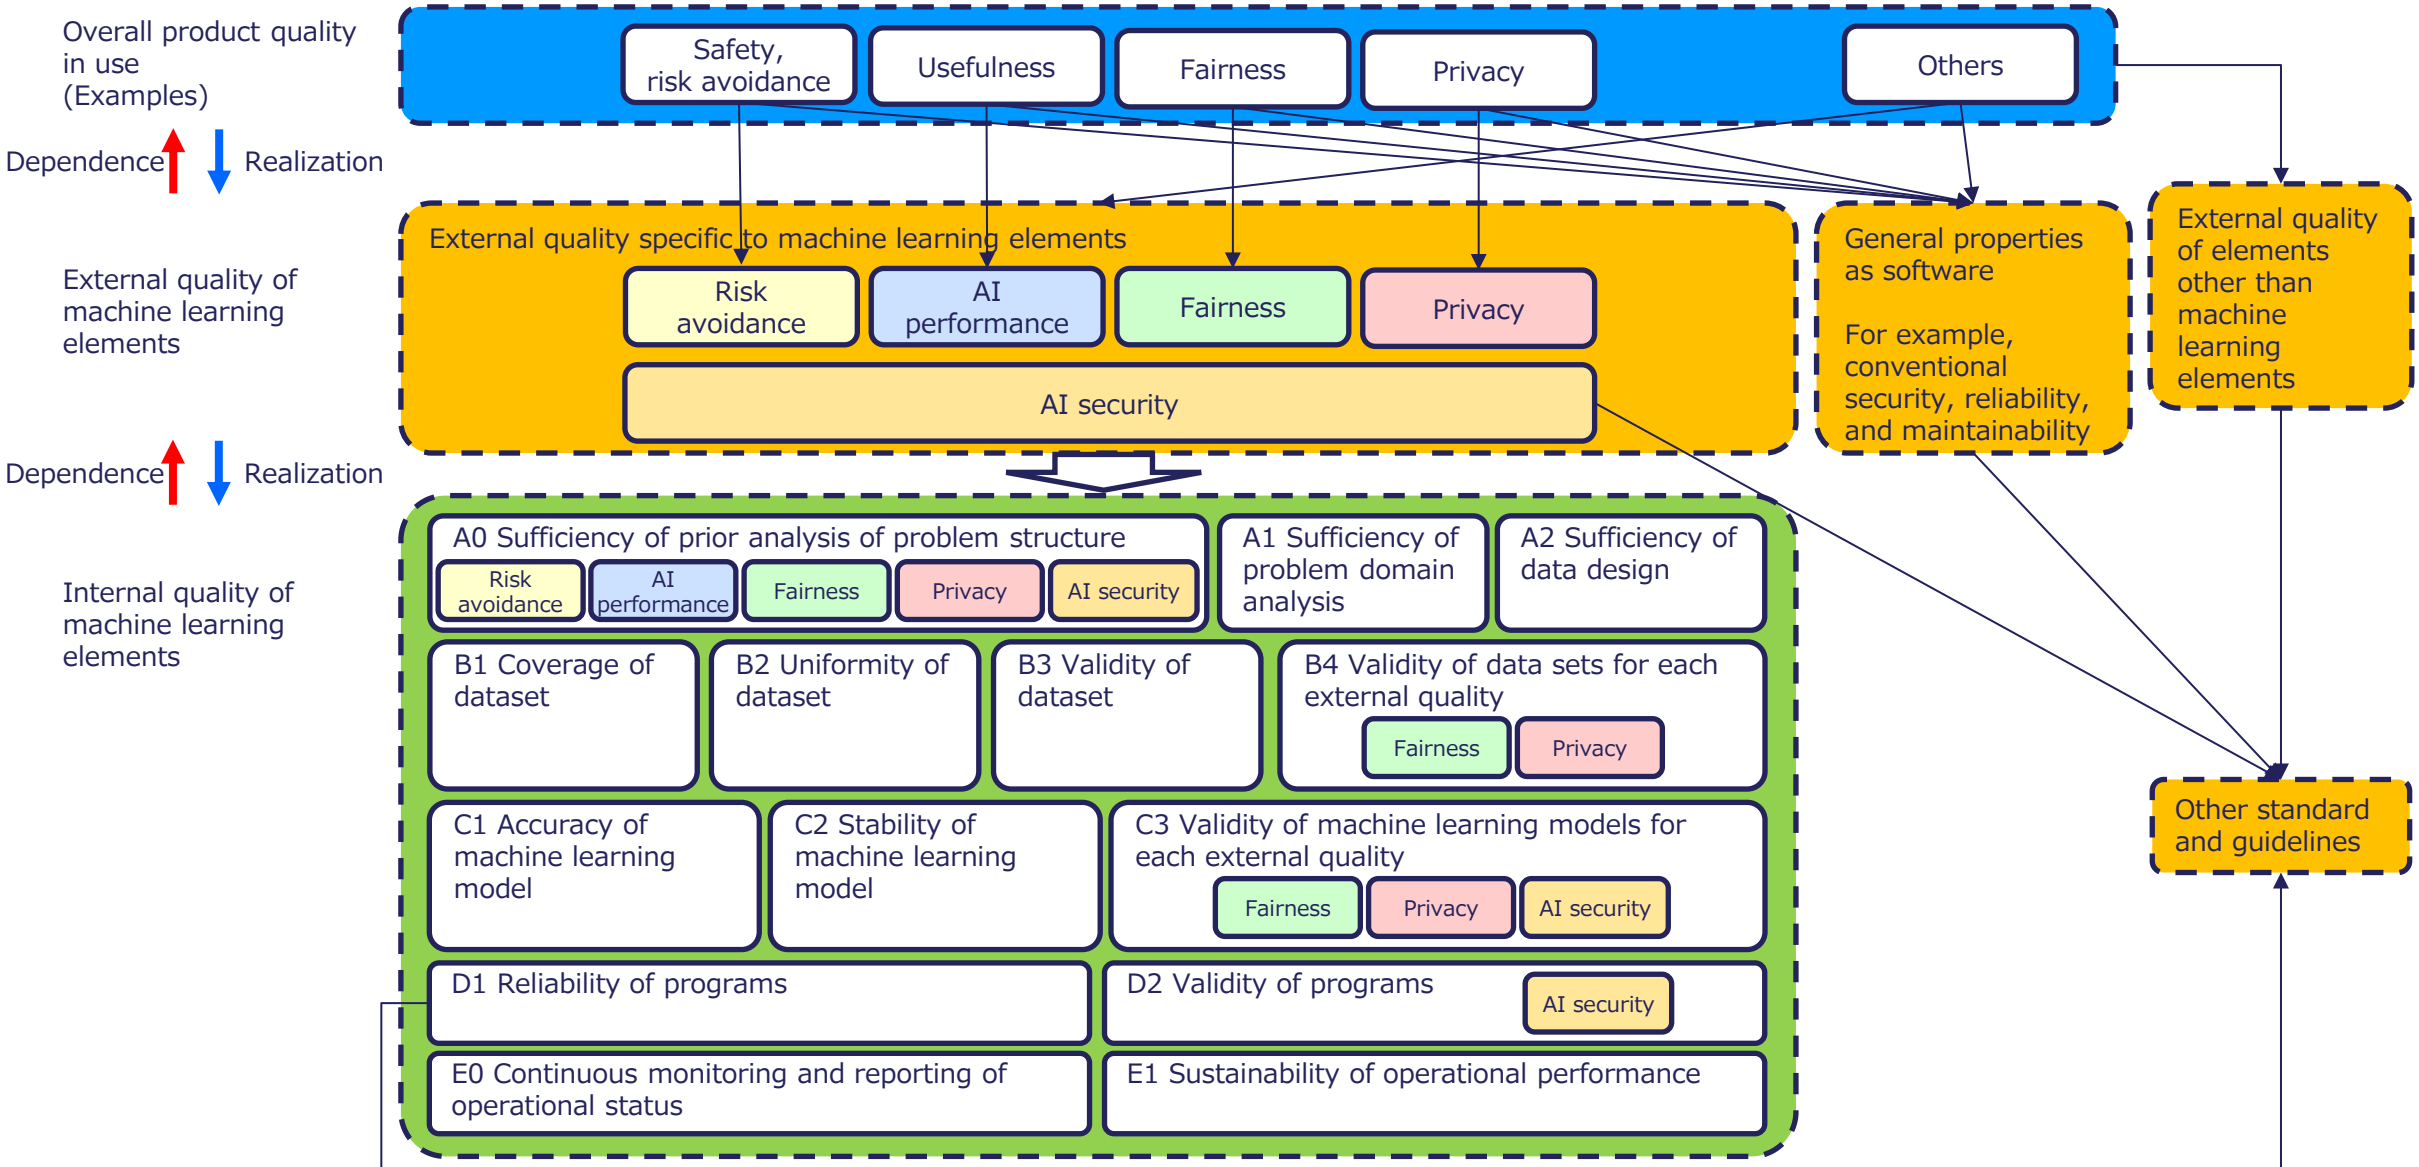 Overall product quality
in use
(Examples)
Safety,
risk avoidance
Usefulness
Fairness
Privacy
Others
Dependence
Realization
External quality of
machine learning
elements
External quality specific to machine learning elements
Risk
avoidance
AI
performance
Fairness
Privacy
AI security
General properties
as software
For example,
conventional
security, reliability,
and maintainability
External quality
of elements
other than
machine
learning
elements
Dependence
Realization
Internal quality of
machine learning
elements
A0 Sufficiency of prior analysis of problem structure
Risk
avoidance
AI
performance
Fairness
Privacy
AI security
A1 Sufficiency of
problem domain
analysis
A2 Sufficiency of
data design
B1 Coverage of
dataset
B2 Uniformity of
dataset
B3 Validity of
dataset
B4 Validity of data sets for each
external quality
Fairness
Privacy
C1 Accuracy of
machine learning
model
C2 Stability of
machine learning
model
C3 Validity of machine learning models for
each external quality
Fairness
Privacy
AI security
Other standard
and guidelines
D1 Reliability of programs
D2 Validity of programs
AI security
E0 Continuous monitoring and reporting of
operational status
E1 Sustainability of operational performance